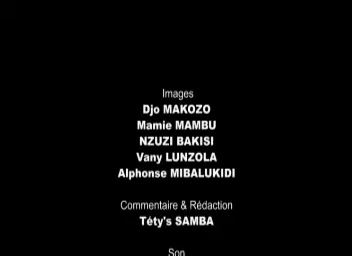 Images
Djo MAKOZO
Mamie MAMBU
NZUZI BAKISI
Vany LUNZOLA
Alphonse MIBALUKIDI
Commentaire & Rédaction
Téty's SAMBA
Son